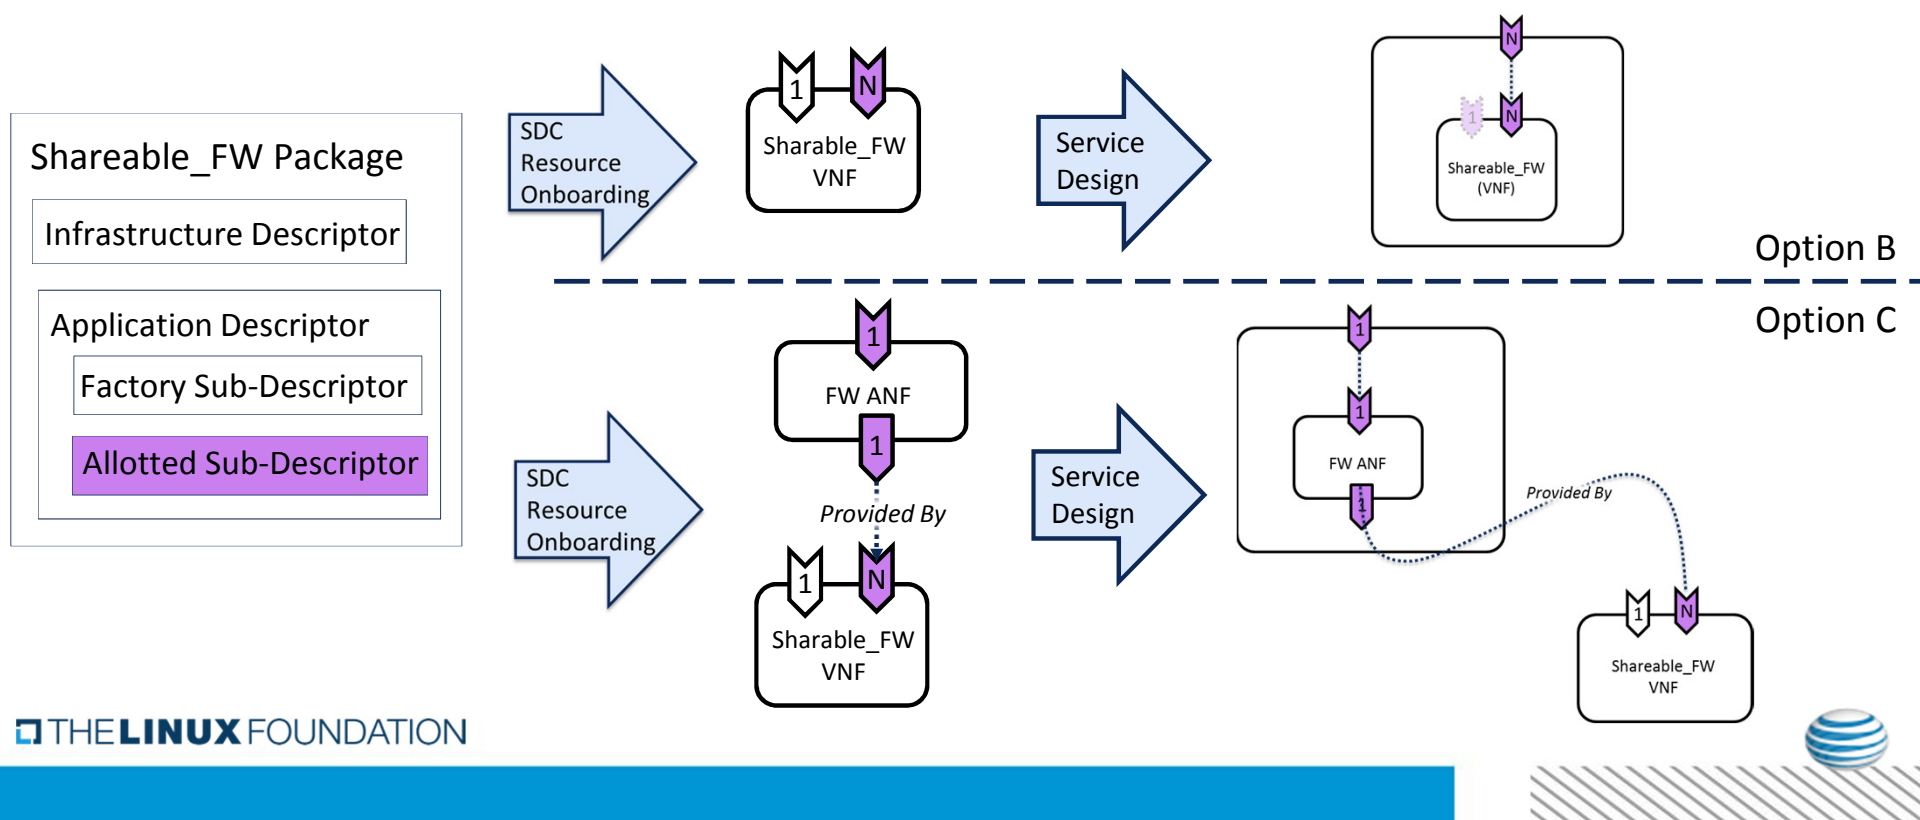 Shareable_FW Package
Infrastructure Descriptor
Application Descriptor
Factory Sub-Descriptor
Allotted Sub-Descriptor
SDC
Resource
Onboarding
1
N
Sharable_FW
VNF
Service
Design
N
1
N
Shareable_FW
(VNF)
Option B
Option C
SDC
Resource
Onboarding
1
FW ANF
1
Provided By
1
N
Sharable_FW
VNF
Service
Design
1
1
FW ANF
1
Provided By
1
N
Shareable_FW
VNF
THE LINUX FOUNDATION